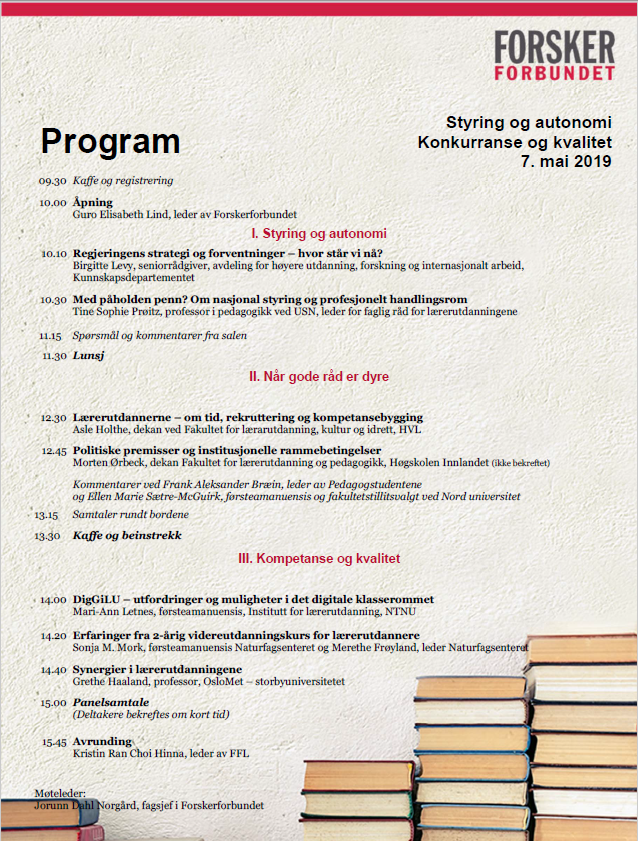 FORSKER
FORBUNDET
Styring og autonomi
Konkurranse og kvalitet
7. mai 2019
Program
09.30 Kaffe og registrering
10.00 Åpning
Guro Elisabeth Lind, leder av Forskerforbundet
I. Styring og autonomi
10.10 Regjeringens strategi og forventninger – hvor står vi nå?
Birgitte Levy, seniorrådgiver, avdeling for høyere utdanning, forskning og internasjonalt arbeid,
Kunnskapsdepartementet
10.30 Med påholden penn? Om nasjonal styring og profesjonelt handlingsrom
Tine Sophie Prøitz, professor i pedagogikk ved USN, leder for faglig råd for lærerutdanningene
11.15 Spørsmål og kommentarer fra salen
11.30 Lunsj
II. Når gode råd er dyre
12.30 Lærerutdannerne – om tid, rekruttering og kompetansebygging
Asle Holthe, dekan ved Fakultet for lærarutdanning, kultur og idrett, HVL
12.45 Politiske premisser og institusjonelle rammebetingelser
Morten Ørbeck, dekan Fakultet for lærerutdanning og pedagogikk, Høgskolen Innlandet (ikke bekreftet)
Kommentarer ved Frank Aleksander Bræin, leder av Pedagogstudentene
og Ellen Marie Sætre-McGuirk, førsteamanuensis og fakultetstillitsvalgt ved Nord universitet
13.15 Samtaler rundt bordene
13.30 Kaffe og beinstrekk
III. Kompetanse og kvalitet
14.00 DigGiLU – utfordringer og muligheter i det digitale klasserommet
Mari-Ann Letnes, førsteamanuensis, Institutt for lærerutdanning, NTNU
14.20 Erfaringer fra 2-årig videreutdanningskurs for lærerutdannere
Sonja M. Mork, førsteamanuensis Naturfagsenteret og Merethe Frøyland, leder Naturfagsenteret
14.40 Synergier i lærerutdanningene
Grethe Haaland, professor, OsloMet – storbyuniversitetet
15.00 Panelsamtale
(Deltakere bekreftes om kort tid)
15.45 Avrunding
Kristin Ran Choi Hinna, leder av FFL
Møteleder:
Jorunn Dahl Norgård, fagsjef i Forskerforbundet